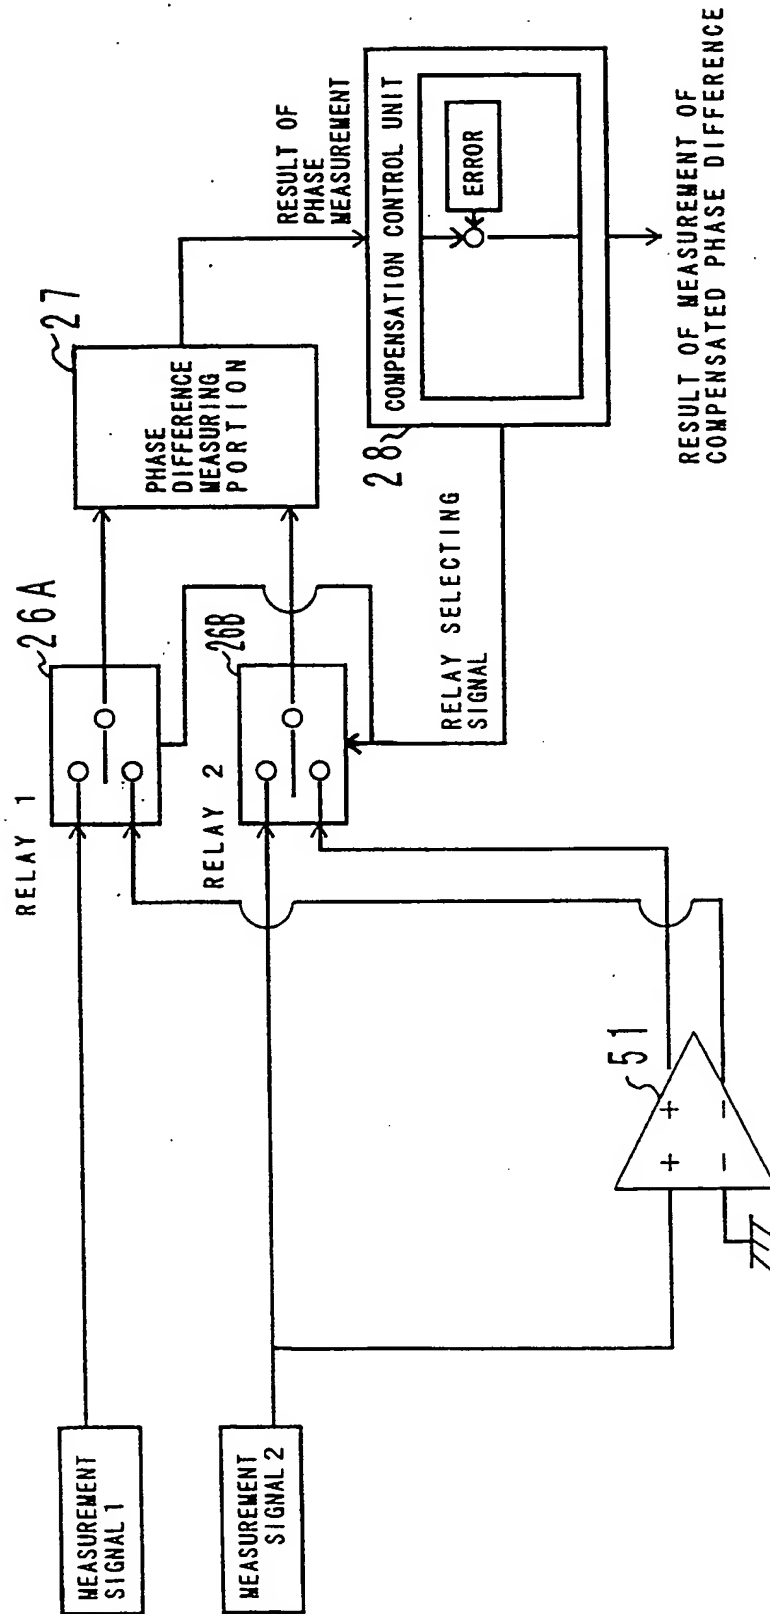 MEASUREMENT
SIGNAL 1
MEASUREMENT
SIGNAL 2
RELAY 1
26A
RELAY 2
26B
27
PHASE
DIFFERENCE
MEASURING
PORTION
RESULT OF
PHASE
MEASUREMENT
28
COMPENSATION CONTROL UNIT
ERROR
RELAY SELECTING
SIGNAL
RESULT OF MEASUREMENT OF
COMPENSATED PHASE DIFFERENCE
51
+ +
− −